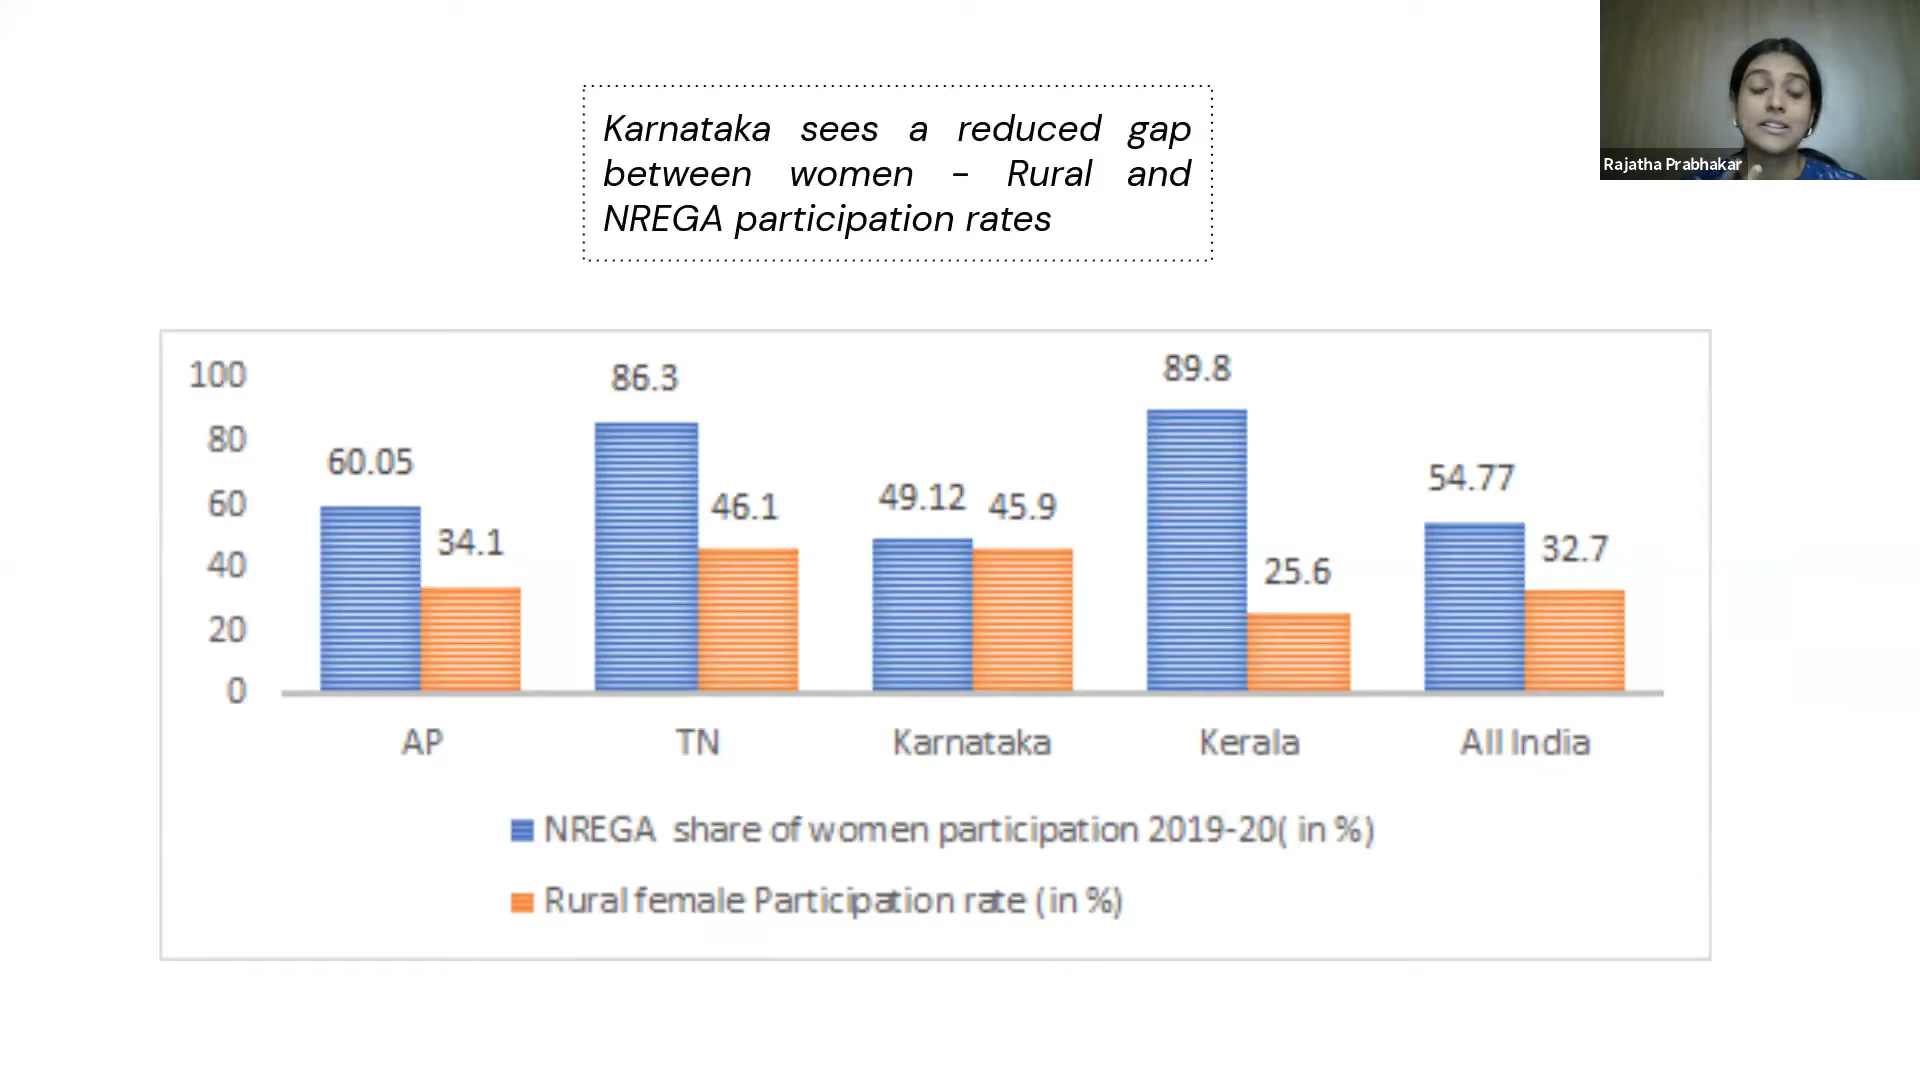 Karnataka sees a reduced gap
between women - Rural and
NREGA participation rates
Rajatha Prabhakar
100
80
60
40
20
0
60.05
34.1
86.3
46.1
49.12
45.9
89.8
25.6
54.77
32.7
AP
TN
Karnataka
Kerala
All India
NREGA share of women participation 2019-20( in %)
Rural female Participation rate (in %)